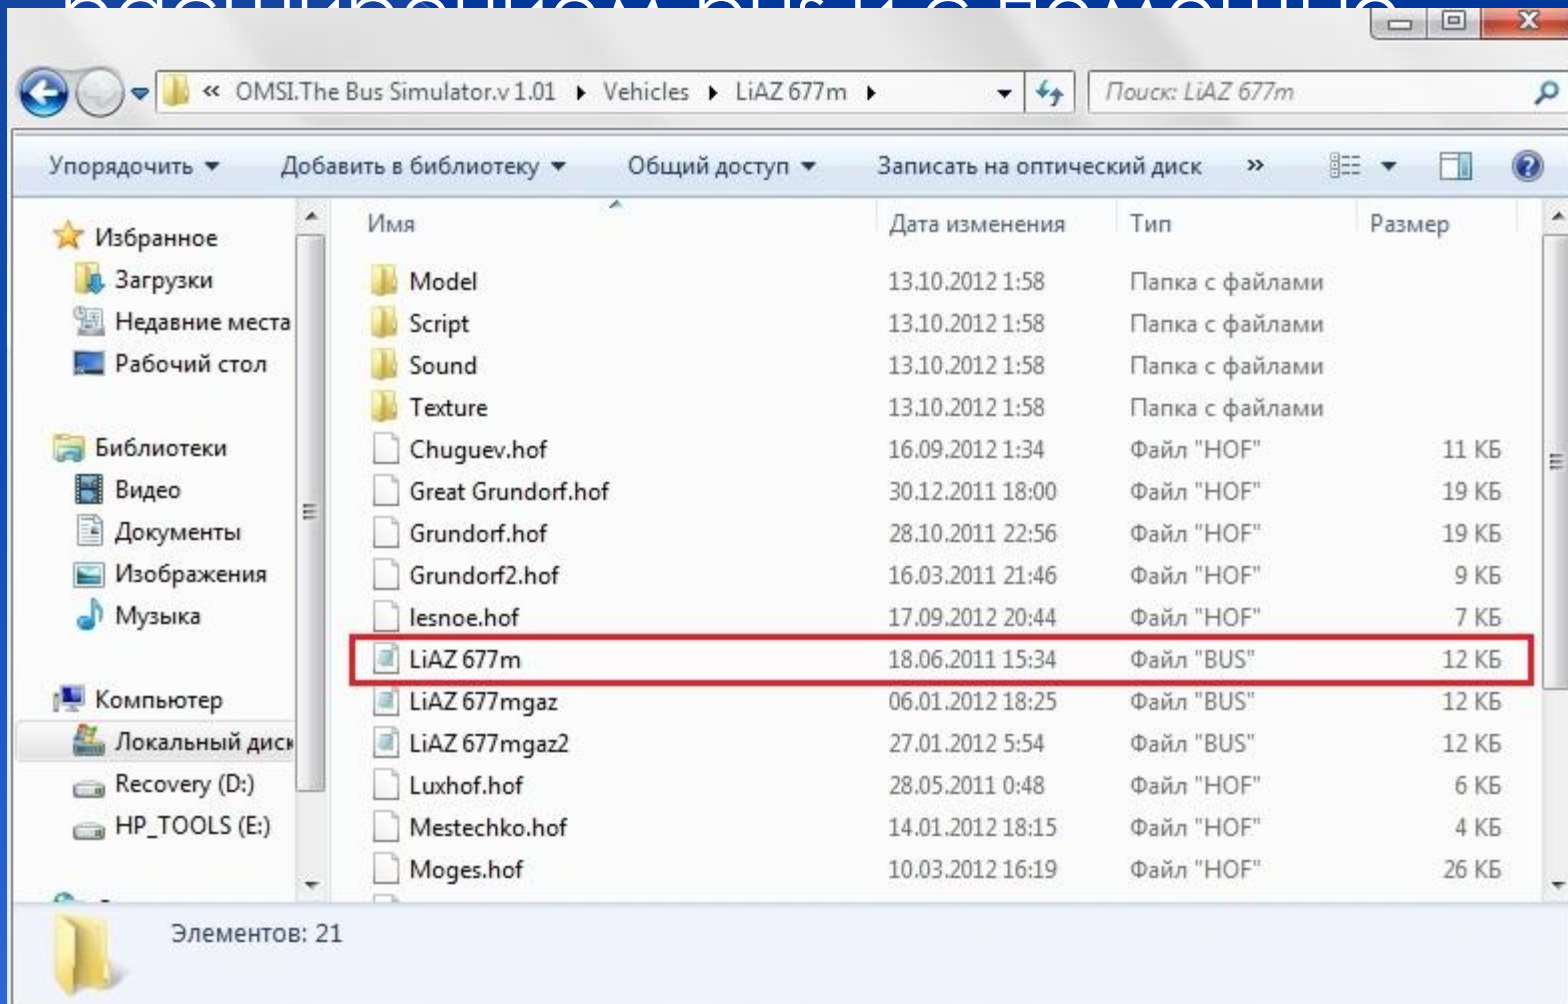 расширением bus и с помощью
« OMSI.The Bus Simulator.v 1.01 Vehicles LiAZ 677m Поиск: LiAZ 677m
Упорядочить Добавить в библиотеку Общий доступ Записать на оптический диск »
Имя Дата изменения Тип Размер
Избранное
Загрузки
Недавние места
Рабочий стол
Библиотеки
Видео
Документы
Изображения
Музыка
Компьютер
Локальный диск
Recovery (D:)
HP_TOOLS (E:)
Model 13.10.2012 1:58 Папка с файлами
Script 13.10.2012 1:58 Папка с файлами
Sound 13.10.2012 1:58 Папка с файлами
Texture 13.10.2012 1:58 Папка с файлами
Chuguev.hof 16.09.2012 1:34 Файл "HOF" 11 КБ
Great Grundorf.hof 30.12.2011 18:00 Файл "HOF" 19 КБ
Grundorf.hof 28.10.2011 22:56 Файл "HOF" 19 КБ
Grundorf2.hof 16.03.2011 21:46 Файл "HOF" 9 КБ
lesnoe.hof 17.09.2012 20:44 Файл "HOF" 7 КБ
LiAZ 677m 18.06.2011 15:34 Файл "BUS" 12 КБ
LiAZ 677mgaz 06.01.2012 18:25 Файл "BUS" 12 КБ
LiAZ 677mgaz2 27.01.2012 5:54 Файл "BUS" 12 КБ
Luxhof.hof 28.05.2011 0:48 Файл "HOF" 6 КБ
Mestechko.hof 14.01.2012 18:15 Файл "HOF" 4 КБ
Moges.hof 10.03.2012 16:19 Файл "HOF" 26 КБ
Элементов: 21